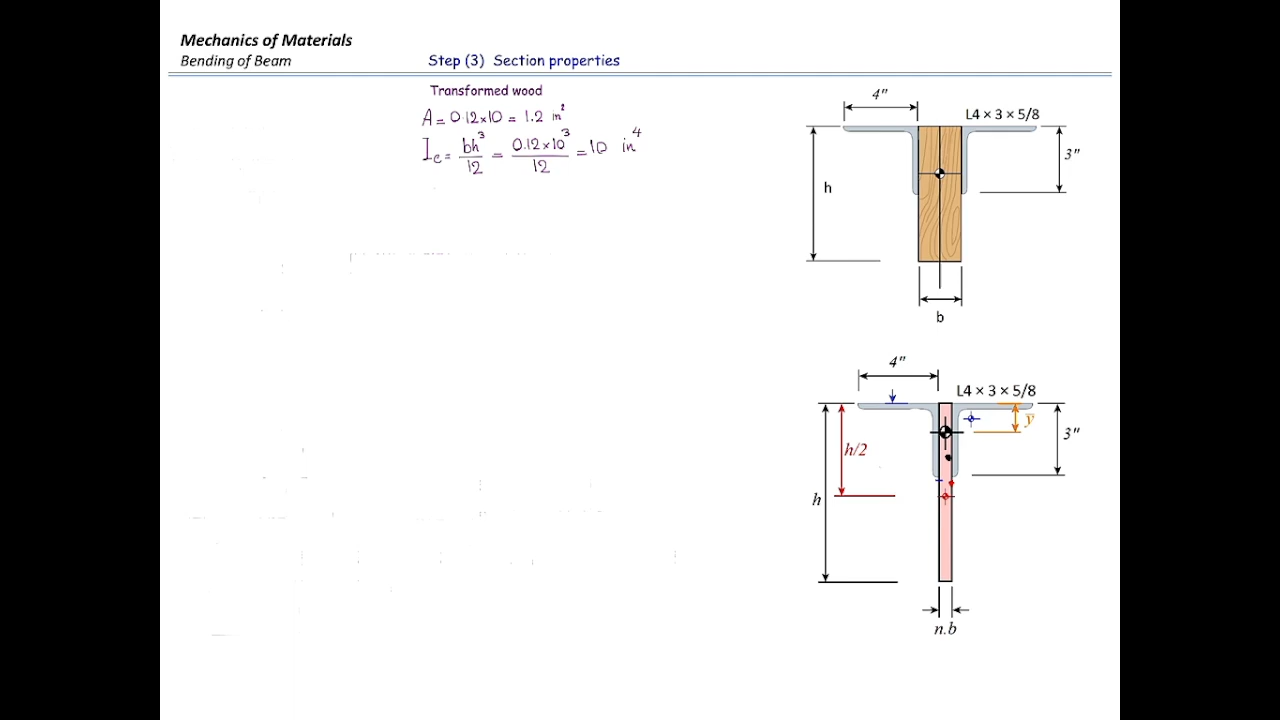 Mechanics of Materials
Bending of Beam
Step (3) Section properties
Transformed wood
A = 0.12×10 = 1.2 in²
I_c = bh³/12 = 0.12×10³/12 = 10 in⁴
4"
L4 × 3 × 5/8
3"
h
b
4"
L4 × 3 × 5/8
y̅
3"
h/2
h
n.b